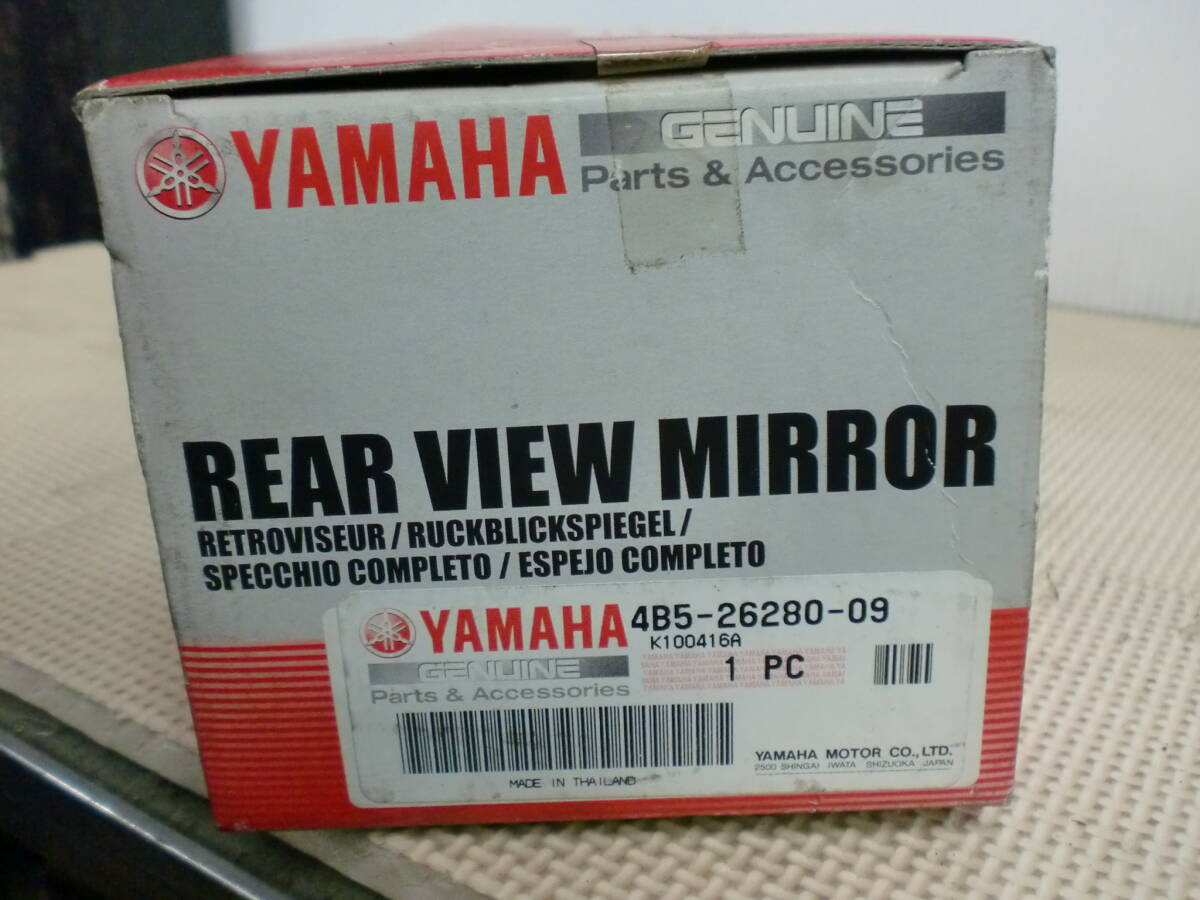 YAMAHA GENUINE
Parts & Accessories
REAR VIEW MIRROR
RETROVISEUR / RUCKBLICKSPIEGEL /
SPECCHIO COMPLETO / ESPEJO COMPLETO
YAMAHA 4B5-26280-09
K100416A
GENUINE 1 PC
Parts & Accessories
YAMAHA MOTOR CO., LTD.
2500 SHINGAI IWATA SHIZUOKA JAPAN
MADE IN THAILAND